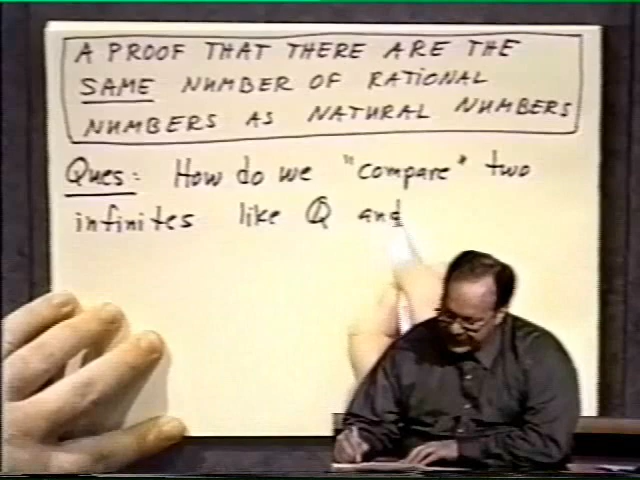 A PROOF THAT THERE ARE THE
SAME NUMBER OF RATIONAL
NUMBERS AS NATURAL NUMBERS
Ques: How do we "compare" two
infinites like Q and